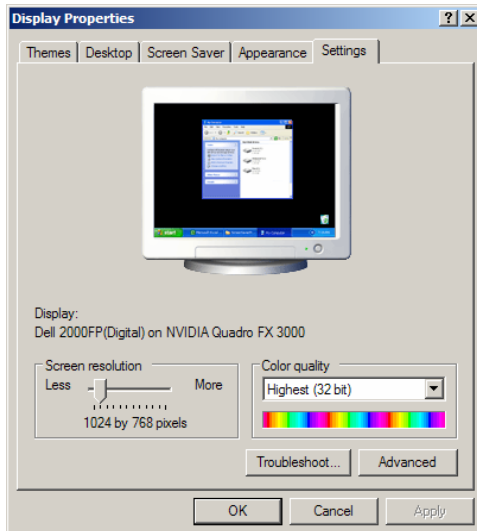 Display Properties
Themes Desktop Screen Saver Appearance Settings
Display:
Dell 2000FP(Digital) on NVIDIA Quadro FX 3000
Screen resolution
Less More
1024 by 768 pixels
Color quality
Highest (32 bit)
Troubleshoot... Advanced
OK Cancel Apply